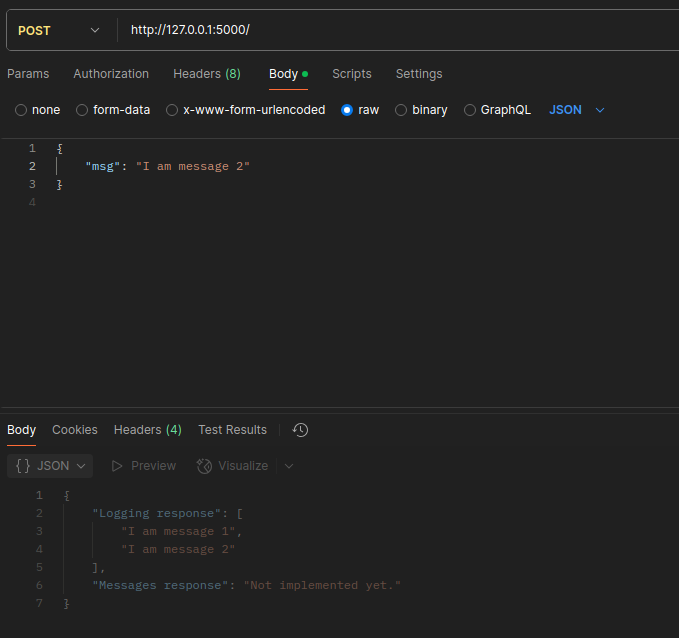 POST http://127.0.0.1:5000/
Params Authorization Headers (8) Body Scripts Settings
none form-data x-www-form-urlencoded raw binary GraphQL JSON
1 {
2 "msg": "I am message 2"
3 }
4
Body Cookies Headers (4) Test Results
{} JSON Preview Visualize
1 {
2 "Logging response": [
3 "I am message 1",
4 "I am message 2"
5 ],
6 "Messages response": "Not implemented yet."
7 }